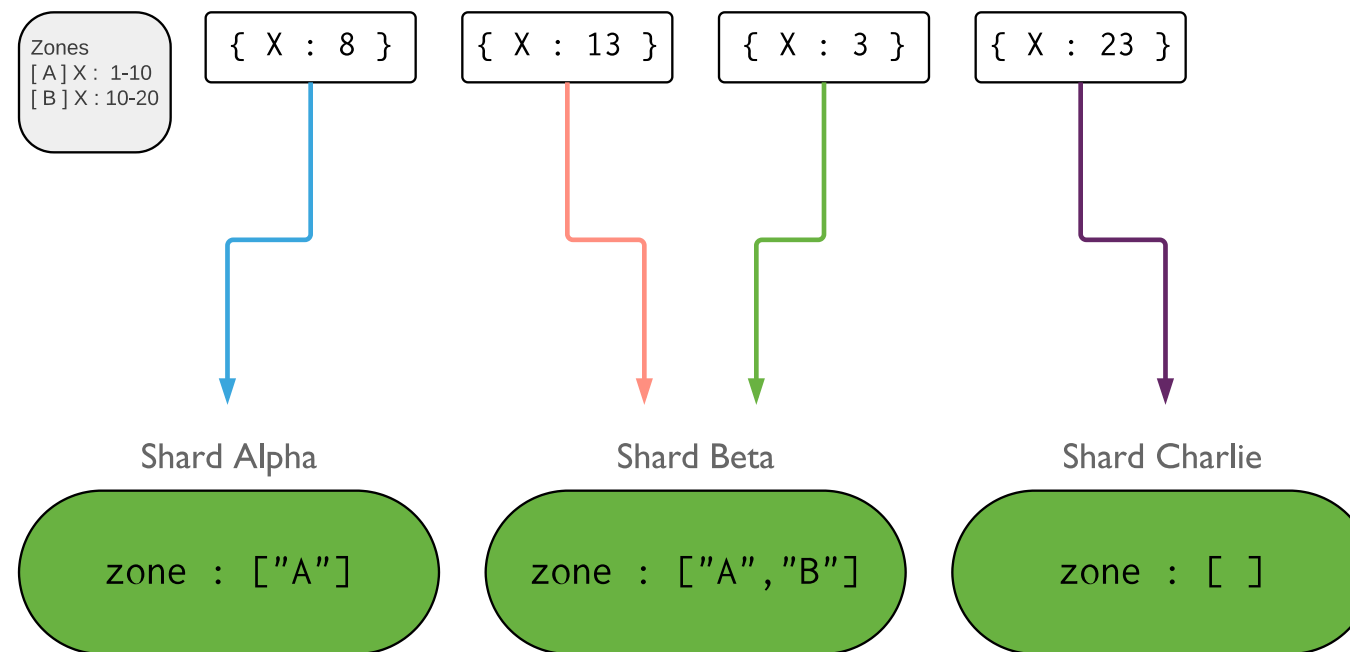 Zones
[ A ] X :  1-10
[ B ] X : 10-20
{ X : 8 }
{ X : 13 }
{ X : 3 }
{ X : 23 }
Shard Alpha
Shard Beta
Shard Charlie
zone : ["A"]
zone : ["A","B"]
zone : [ ]